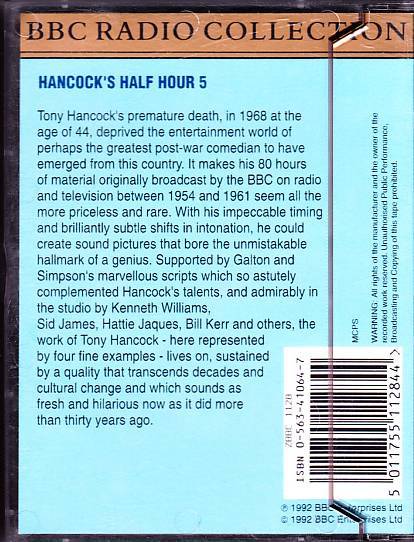 BBC RADIO COLLECTION
HANCOCK'S HALF HOUR 5
Tony Hancock's premature death, in 1968 at the
age of 44, deprived the entertainment world of
perhaps the greatest post-war comedian to have
emerged from this country. It makes his 80 hours
of material originally broadcast by the BBC on radio
and television between 1954 and 1961 seem all the
more priceless and rare. With his impeccable timing
and brilliantly subtle shifts in intonation, he could
create sound pictures that bore the unmistakable
hallmark of a genius. Supported by Galton and
Simpson's marvellous scripts which so astutely
complemented Hancock's talents, and admirably in
the studio by Kenneth Williams,
Sid James, Hattie Jaques, Bill Kerr and others, the
work of Tony Hancock - here represented
by four fine examples - lives on, sustained
by a quality that transcends decades and
cultural change and which sounds as
fresh and hilarious now as it did more
than thirty years ago.
MCPS
WARNING: All rights of the manufacturer and the owner of the
recorded work reserved. Unauthorised Public Performance,
Broadcasting and Copying of this tape prohibited.
ZBBC 1128
ISBN 0-563-41064-7
5 011755 112844 >
℗ 1992 BBC Enterprises Ltd
© 1992 BBC Enterprises Ltd